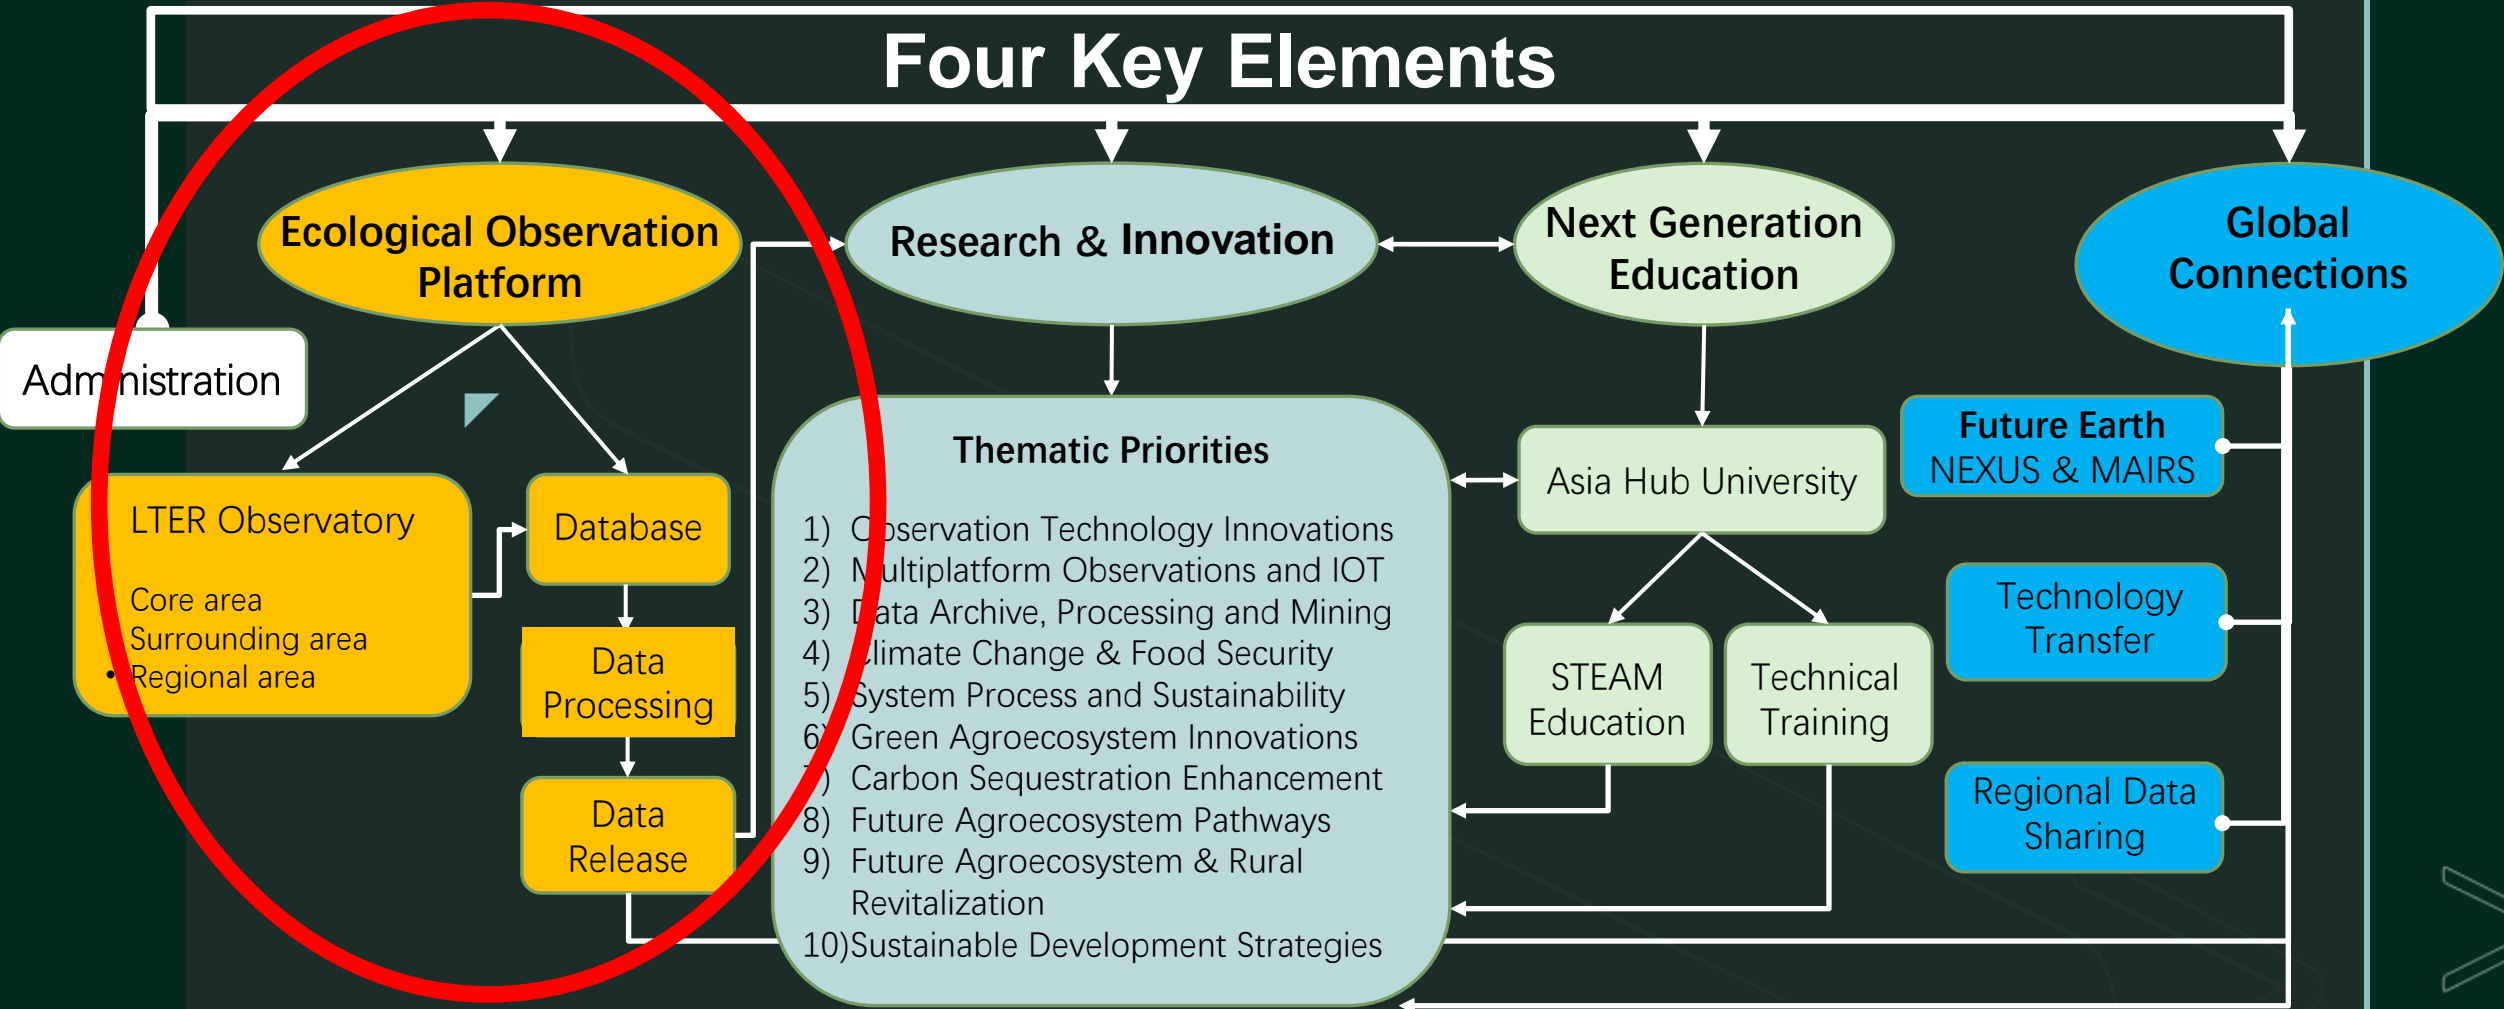 Four Key Elements
Ecological Observation
Platform
Research & Innovation
Next Generation
Education
Global
Connections
Administration
LTER Observatory
Core area
Surrounding area
• Regional area
Database
Data
Processing
Data
Release
Thematic Priorities
1) Observation Technology Innovations
2) Multiplatform Observations and IOT
3) Data Archive, Processing and Mining
4) Climate Change & Food Security
5) System Process and Sustainability
6) Green Agroecosystem Innovations
7) Carbon Sequestration Enhancement
8) Future Agroecosystem Pathways
9) Future Agroecosystem & Rural
Revitalization
10)Sustainable Development Strategies
Asia Hub University
STEAM
Education
Technical
Training
Future Earth
NEXUS & MAIRS
Technology
Transfer
Regional Data
Sharing